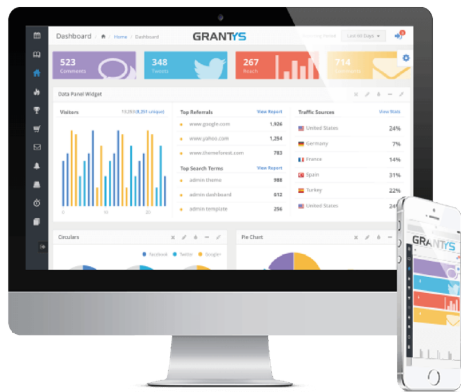 Dashboard
Home / Dashboard
GRANTYS
Last 30 Days
523
Comments
348
Tweets
267
Reach
714
Data Panel Widget
Visitors
Top Referrals
View Report
www.google.com
1,926
www.yahoo.com
1,254
www.themeforest.com
783
Top Search Terms
View Report
admin theme
988
admin dashboard
612
admin template
256
Traffic Sources
View Stats
United States
24%
Germany
7%
France
14%
Spain
31%
Turkey
22%
United States
0
10
20
Circulars
Facebook
Twitter
Google+
Pie Chart
GRANTYS